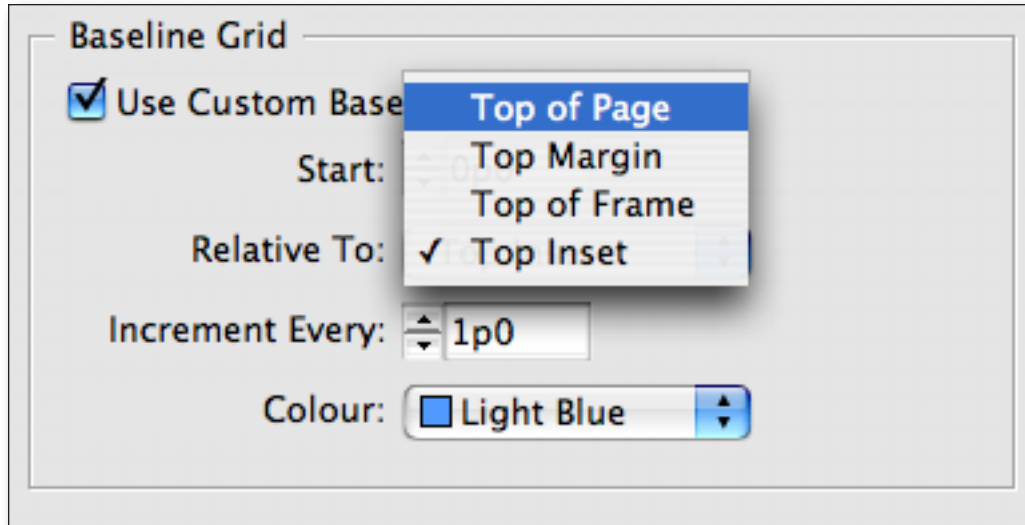 Baseline Grid
Use Custom Base
Top of Page
Top Margin
Start:
Top of Frame
Relative To: ✓ Top Inset
Increment Every: 1p0
Colour: Light Blue